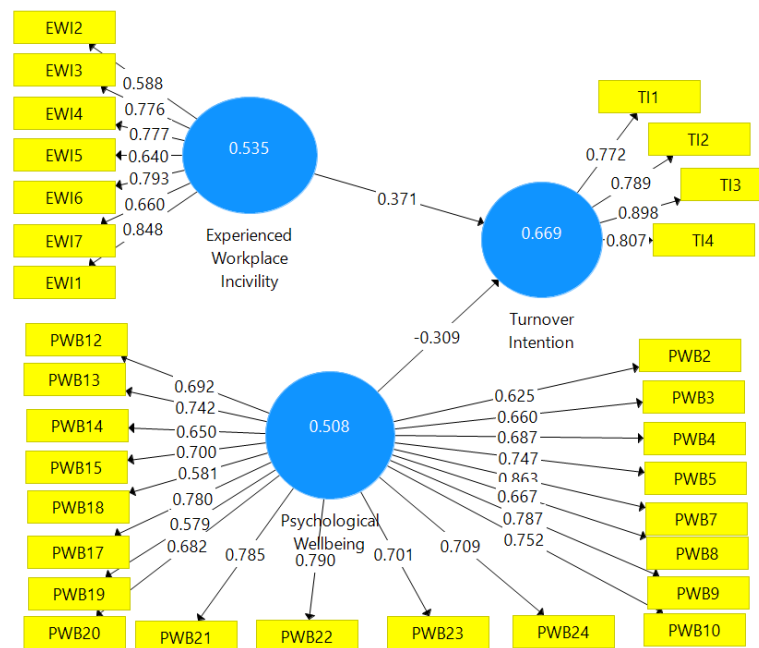 EWI2
EWI3
EWI4
EWI5
EWI6
EWI7
EWI1
0.588
0.776
0.777
0.640
0.793
0.660
0.848
0.535
Experienced
Workplace
Incivility
0.371
TI1
TI2
TI3
TI4
0.772
0.789
0.898
0.807
0.669
Turnover
Intention
-0.309
PWB12
PWB13
PWB14
PWB15
PWB18
PWB17
PWB19
PWB20
0.692
0.742
0.650
0.700
0.581
0.780
0.579
0.682
0.508
Psychological
Wellbeing
0.625
0.660
0.687
0.747
0.863
0.667
0.787
0.752
PWB2
PWB3
PWB4
PWB5
PWB7
PWB8
PWB9
PWB10
0.785
0.790
0.701
0.709
PWB21
PWB22
PWB23
PWB24